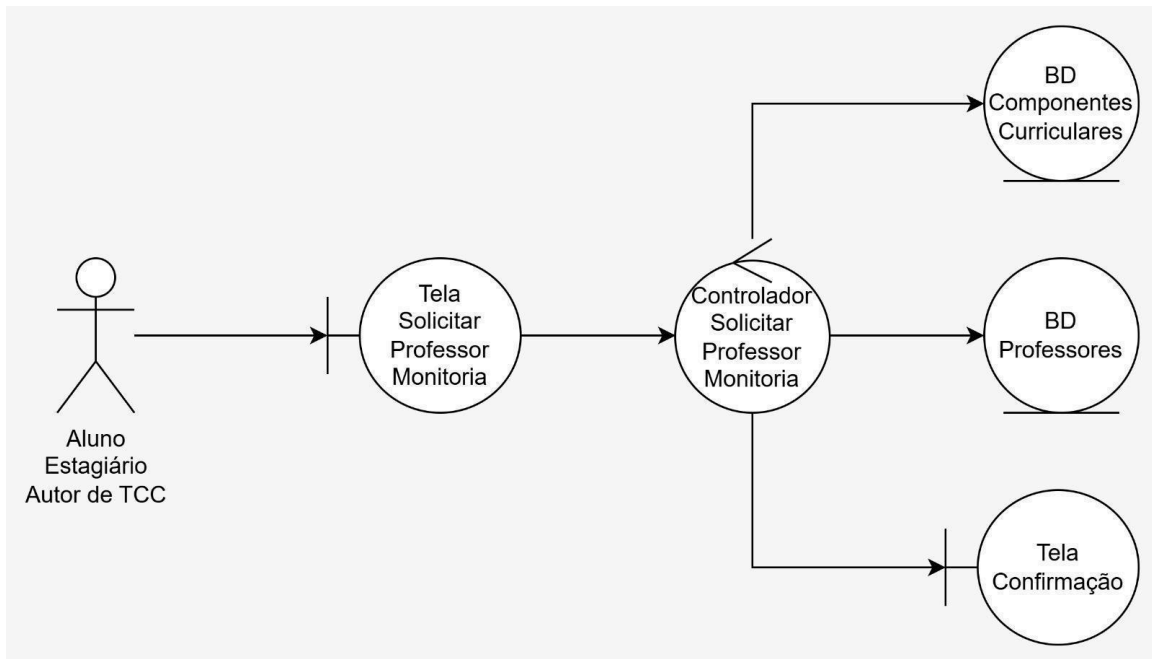 BD
Componentes
Curriculares
Tela
Solicitar
Professor
Monitoria
Controlador
Solicitar
Professor
Monitoria
BD
Professores
Aluno
Estagiário
Autor de TCC
Tela
Confirmação